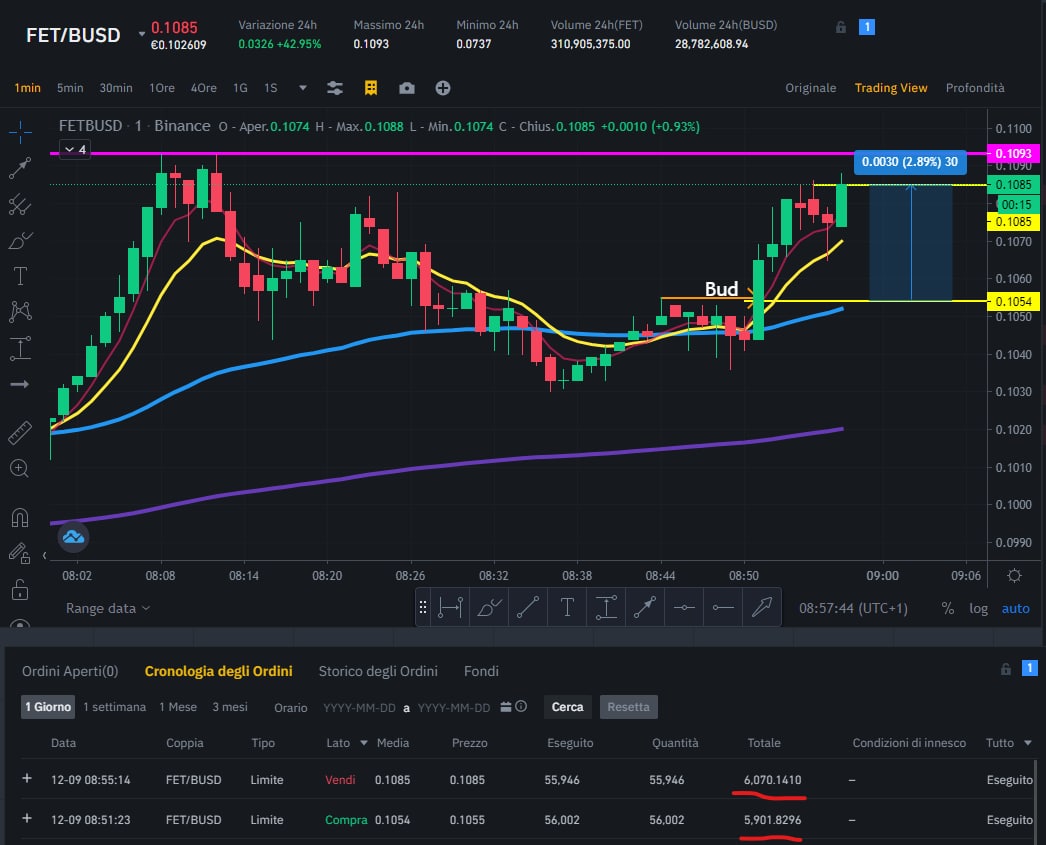 FET/BUSD
0.1085
€0.102609
Variazione 24h
0.0326 +42.95%
Massimo 24h
0.1093
Minimo 24h
0.0737
Volume 24h(FET)
310,905,375.00
Volume 24h(BUSD)
28,782,608.94
1
1min 5min 30min 1Ore 4Ore 1G 1S
Originale Trading View Profondità
FETBUSD · 1 · Binance O - Aper.0.1074 H - Max.0.1088 L - Min.0.1074 C - Chius.0.1085 +0.0010 (+0.93%)
4
0.0030 (2.89%) 30
Bud
0.1100
0.1093
0.1090
0.1085
00:15
0.1085
0.1070
0.1060
0.1054
0.1050
0.1040
0.1030
0.1020
0.1010
0.1000
0.0990
08:02 08:08 08:14 08:20 08:26 08:32 08:38 08:44 08:50 09:00 09:06
Range data 08:57:44 (UTC+1) % log auto
Ordini Aperti(0) Cronologia degli Ordini Storico degli Ordini Fondi
1
1 Giorno 1 settimana 1 Mese 3 mesi Orario YYYY-MM-DD a YYYY-MM-DD Cerca Resetta
Data Coppia Tipo Lato Media Prezzo Eseguito Quantità Totale Condizioni di innesco Tutto
+ 12-09 08:55:14 FET/BUSD Limite Vendi 0.1085 0.1085 55,946 55,946 6,070.1410 – Eseguito
+ 12-09 08:51:23 FET/BUSD Limite Compra 0.1054 0.1055 56,002 56,002 5,901.8296 – Eseguito